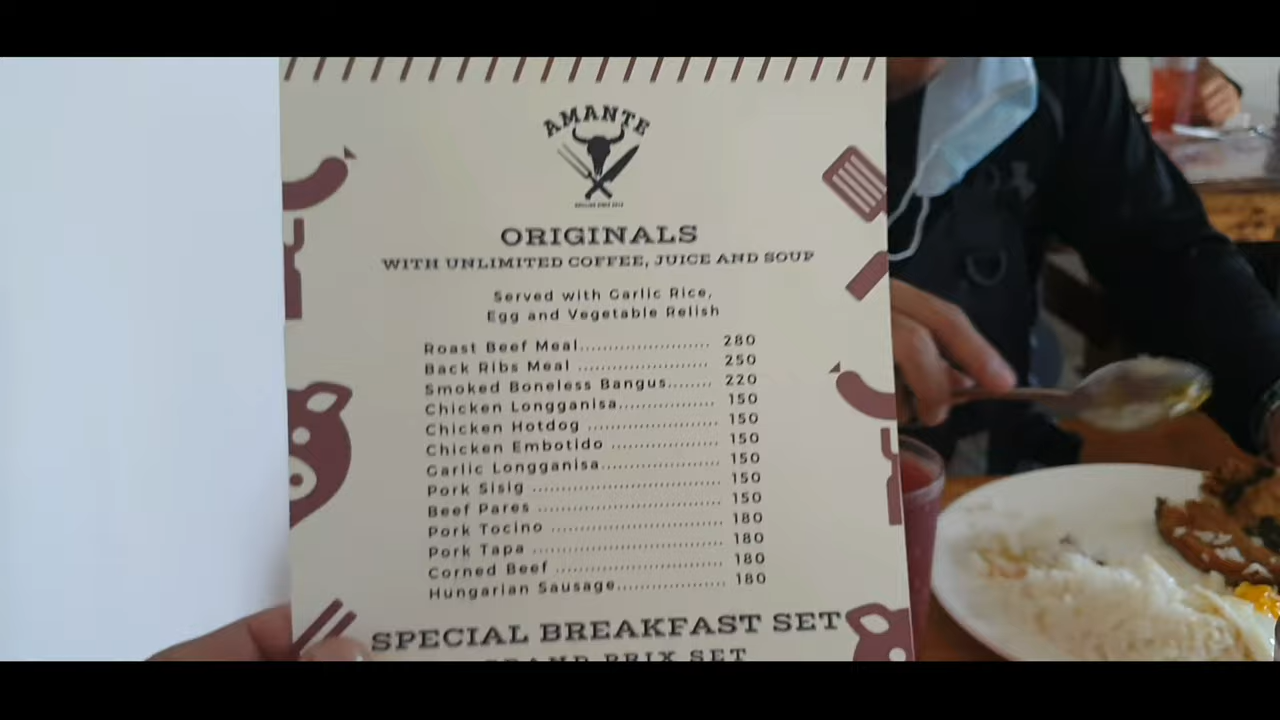 AMANTE
ORIGINALS
WITH UNLIMITED COFFEE, JUICE AND SOUP
Served with Garlic Rice,
Egg and Vegetable Relish
Roast Beef Meal....................... 280
Back Ribs Meal ....................... 250
Smoked Boneless Bangus........ 220
Chicken Longganisa................. 150
Chicken Hotdog ....................... 150
Chicken Embotido ................... 150
Garlic Longganisa..................... 150
Pork Sisig ................................. 150
Beef Pares ................................ 150
Pork Tocino .............................. 180
Pork Tapa ................................. 180
Corned Beef ............................. 180
Hungarian Sausage................... 180
SPECIAL BREAKFAST SET
GRAND PRIX SET